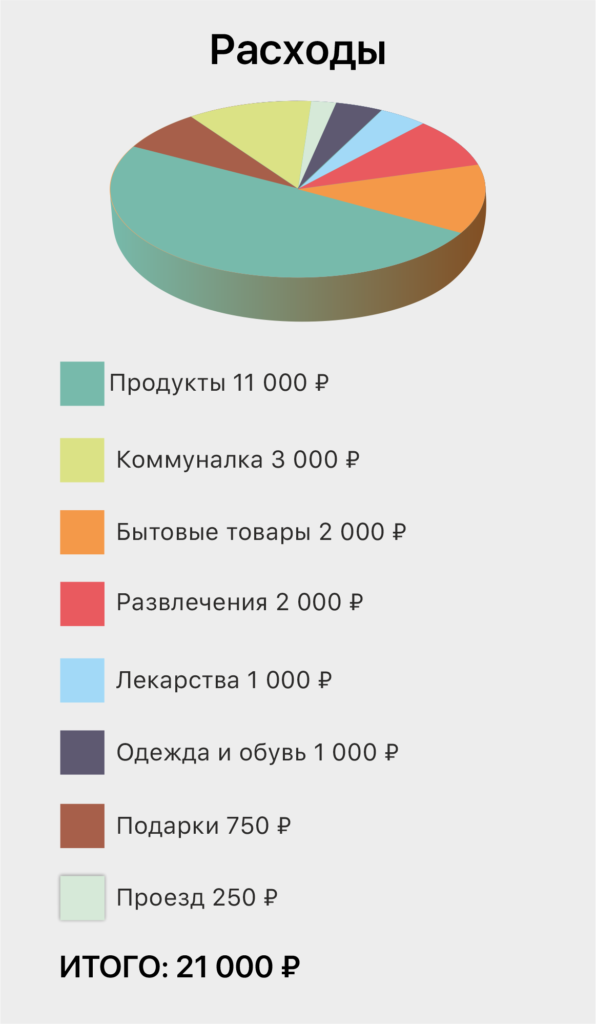 Расходы
Продукты 11 000 ₽
Коммуналка 3 000 ₽
Бытовые товары 2 000 ₽
Развлечения 2 000 ₽
Лекарства 1 000 ₽
Одежда и обувь 1 000 ₽
Подарки 750 ₽
Проезд 250 ₽
ИТОГО: 21 000 ₽